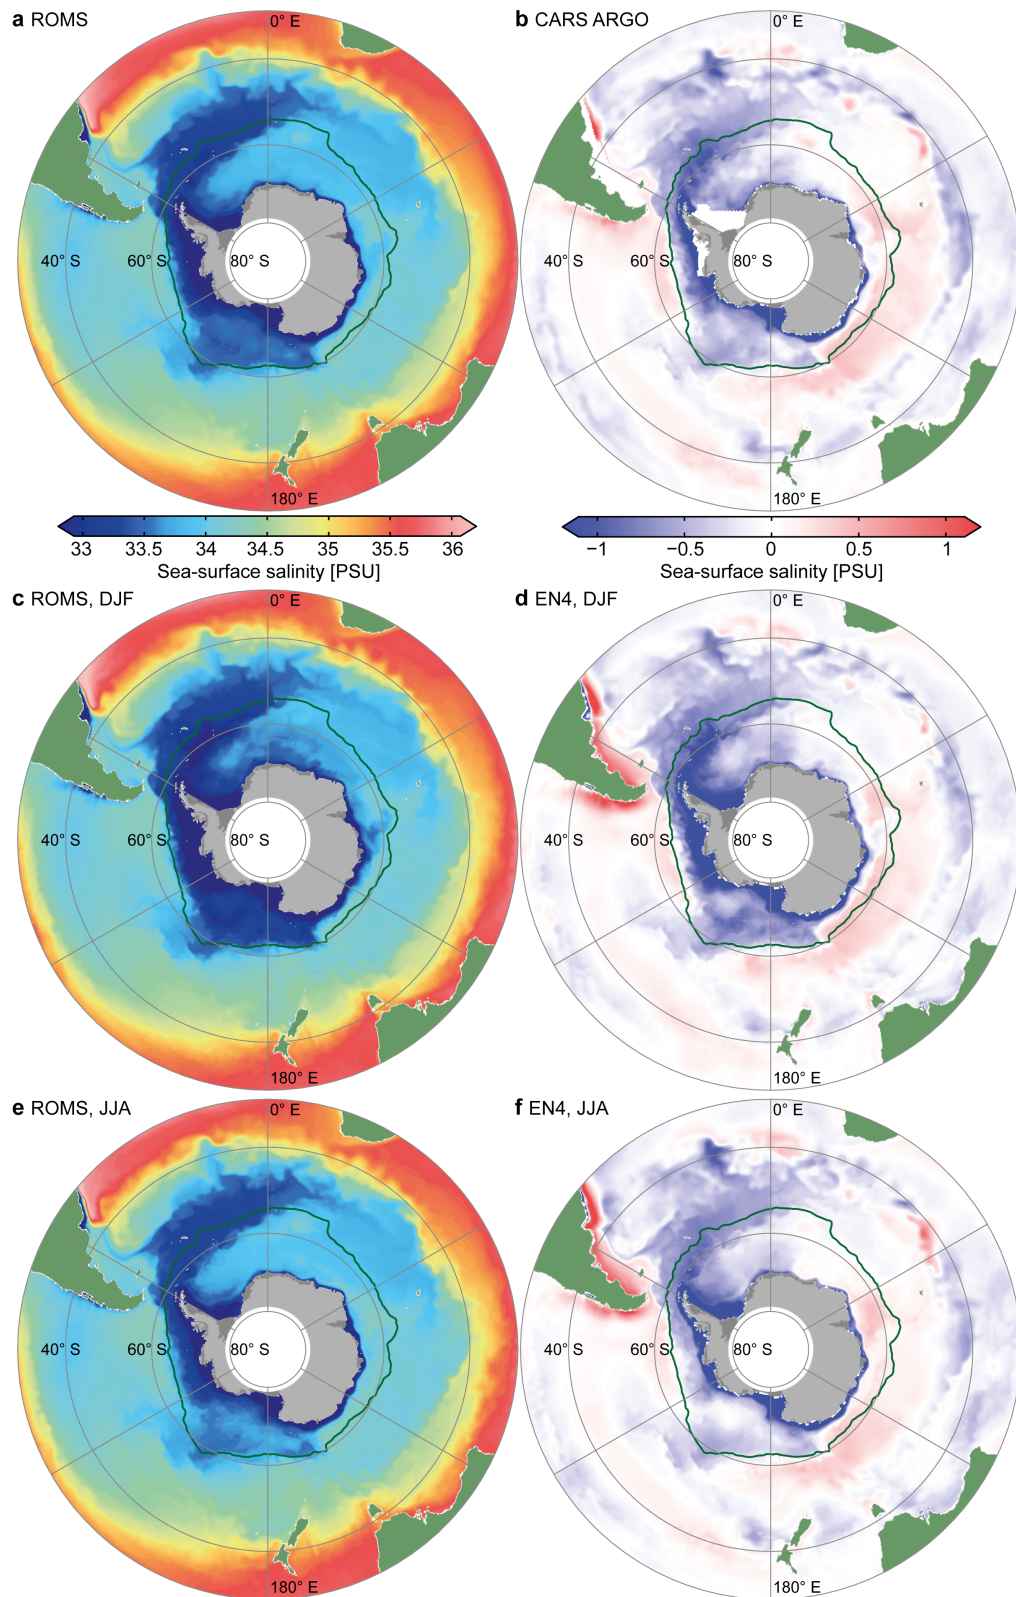 a ROMS
0° E
40° S
60° S
80° S
180° E
b CARS ARGO
0° E
40° S
60° S
80° S
180° E
33 33.5 34 34.5 35 35.5 36
Sea-surface salinity [PSU]
−1 −0.5 0 0.5 1
Sea-surface salinity [PSU]
c ROMS, DJF
0° E
40° S
60° S
80° S
180° E
d EN4, DJF
0° E
40° S
60° S
80° S
180° E
e ROMS, JJA
0° E
40° S
60° S
80° S
180° E
f EN4, JJA
0° E
40° S
60° S
80° S
180° E